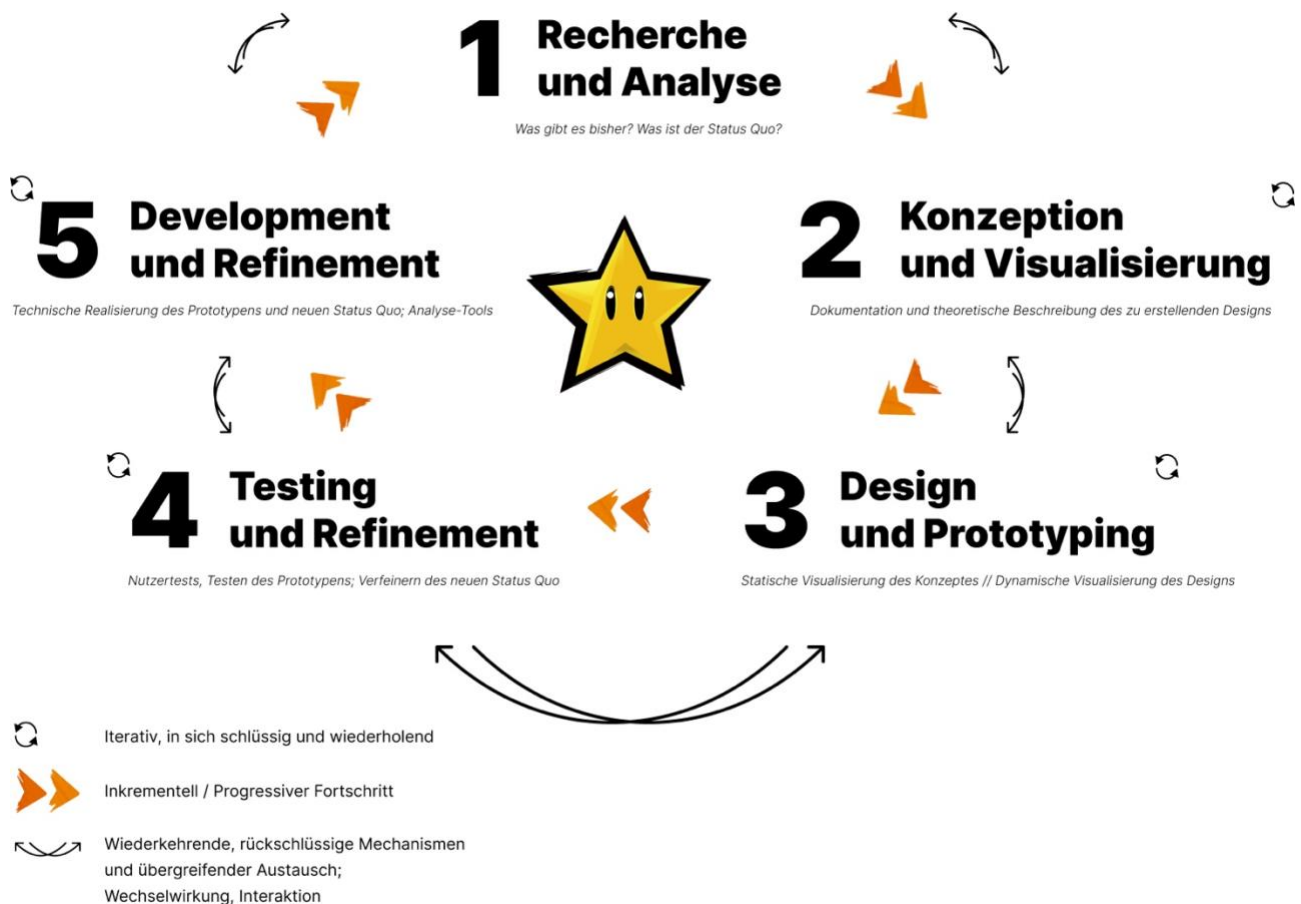 1 Recherche
und Analyse
Was gibt es bisher? Was ist der Status Quo?
5 Development
und Refinement
Technische Realisierung des Prototypens und neuen Status Quo; Analyse-Tools
2 Konzeption
und Visualisierung
Dokumentation und theoretische Beschreibung des zu erstellenden Designs
4 Testing
und Refinement
Nutzertests, Testen des Prototypens; Verfeinern des neuen Status Quo
3 Design
und Prototyping
Statische Visualisierung des Konzeptes // Dynamische Visualisierung des Designs
Iterativ, in sich schlüssig und wiederholend
Inkrementell / Progressiver Fortschritt
Wiederkehrende, rückschlüssige Mechanismen
und übergreifender Austausch;
Wechselwirkung, Interaktion